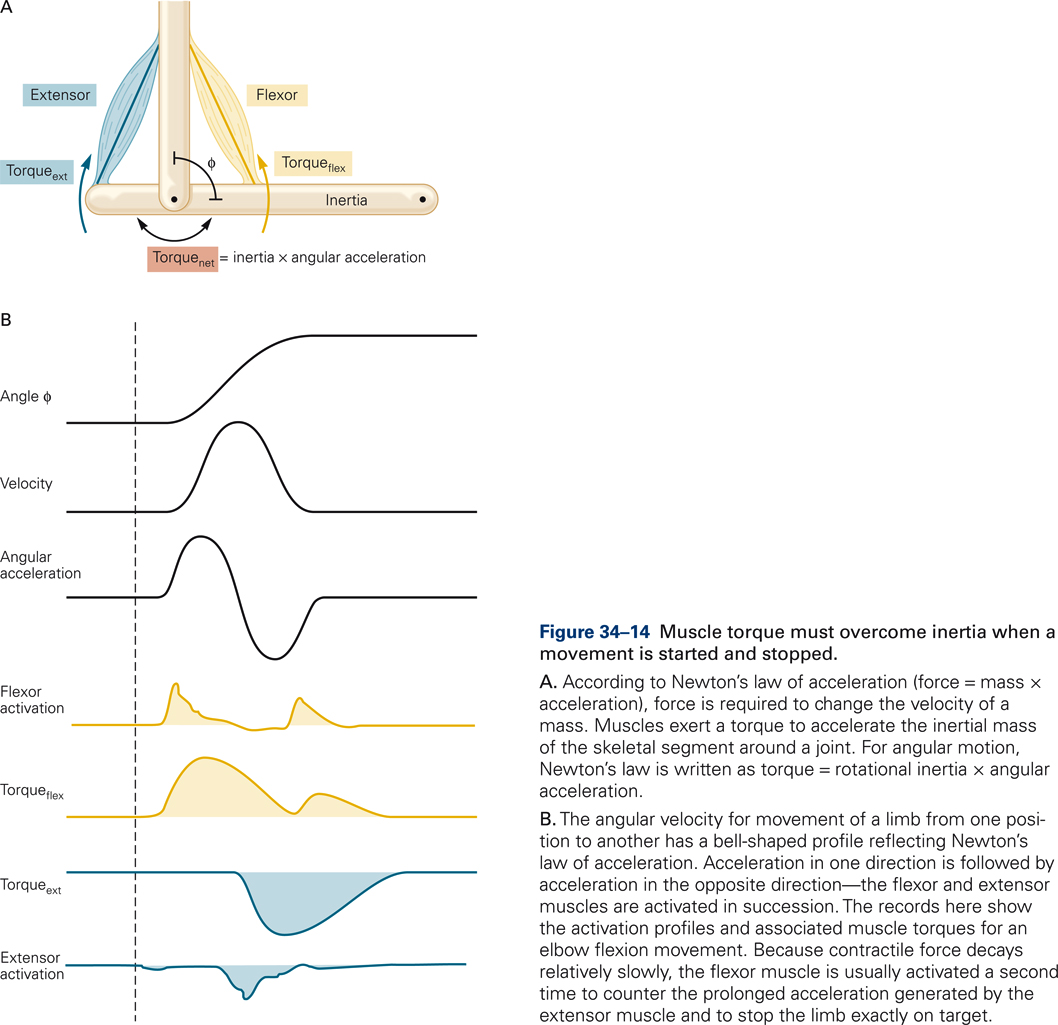 A
Extensor
Flexor
ϕ
Torqueext
Torqueflex
Inertia
Torquenet = inertia × angular acceleration
B
Angle ϕ
Velocity
Angular
acceleration
Flexor
activation
Torqueflex
Torqueext
Extensor
activation
Figure 34–14 Muscle torque must overcome inertia when a
movement is started and stopped.
A. According to Newton’s law of acceleration (force = mass ×
acceleration), force is required to change the velocity of a
mass. Muscles exert a torque to accelerate the inertial mass
of the skeletal segment around a joint. For angular motion,
Newton’s law is written as torque = rotational inertia × angular
acceleration.
B. The angular velocity for movement of a limb from one posi-
tion to another has a bell-shaped profile reflecting Newton’s
law of acceleration. Acceleration in one direction is followed by
acceleration in the opposite direction—the flexor and extensor
muscles are activated in succession. The records here show
the activation profiles and associated muscle torques for an
elbow flexion movement. Because contractile force decays
relatively slowly, the flexor muscle is usually activated a second
time to counter the prolonged acceleration generated by the
extensor muscle and to stop the limb exactly on target.